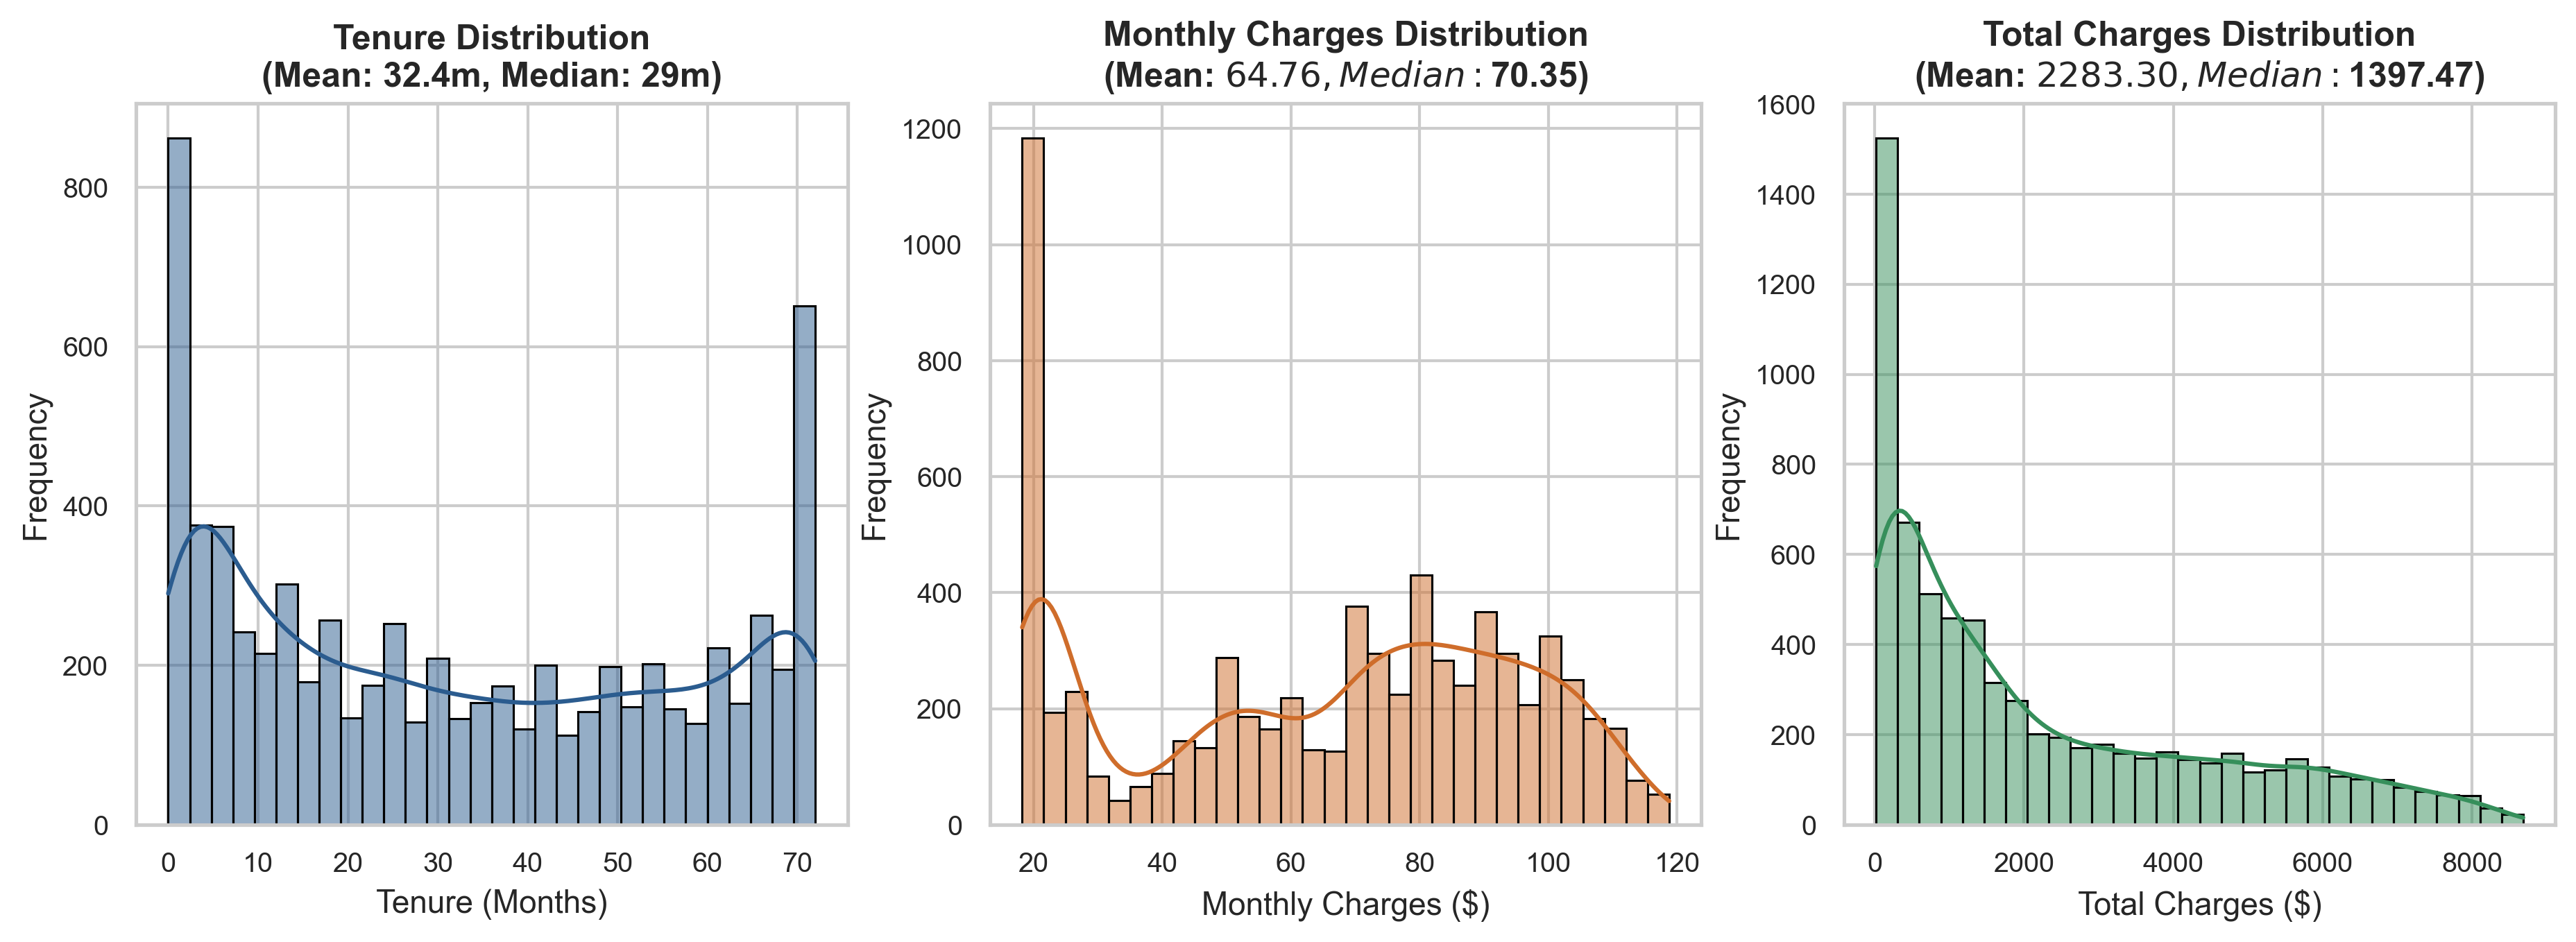 Tenure Distribution
(Mean: 32.4m, Median: 29m)
Frequency
800
600
400
200
0
0 10 20 30 40 50 60 70
Tenure (Months)
Monthly Charges Distribution
(Mean: 64.76, Median : 70.35)
Frequency
1200
1000
800
600
400
200
0
20 40 60 80 100 120
Monthly Charges ($)
Total Charges Distribution
(Mean: 2283.30, Median : 1397.47)
Frequency
1600
1400
1200
1000
800
600
400
200
0
0 2000 4000 6000 8000
Total Charges ($)